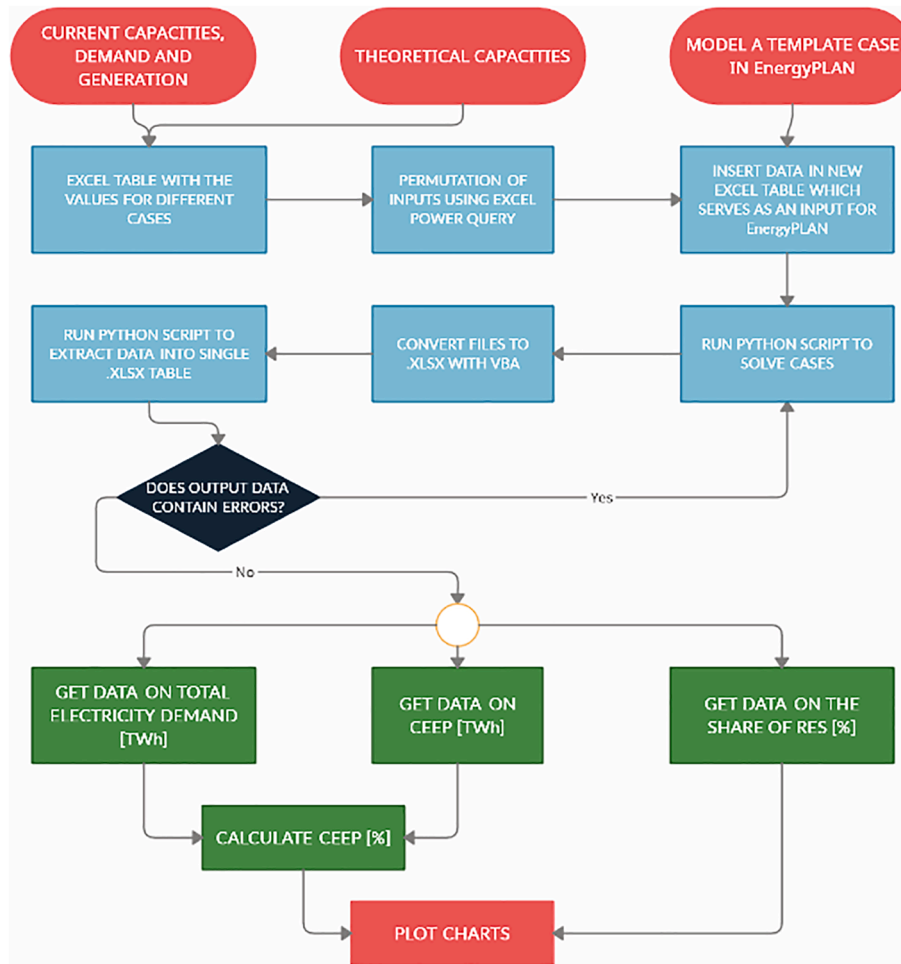 CURRENT CAPACITIES,
DEMAND AND
GENERATION
THEORETICAL CAPACITIES
MODEL A TEMPLATE CASE
IN EnergyPLAN
EXCEL TABLE WITH THE
VALUES FOR DIFFERENT
CASES
PERMUTATION OF
INPUTS USING EXCEL
POWER QUERY
INSERT DATA IN NEW
EXCEL TABLE WHICH
SERVES AS AN INPUT FOR
EnergyPLAN
RUN PYTHON SCRIPT TO
EXTRACT DATA INTO SINGLE
.XLSX TABLE
CONVERT FILES TO
.XLSX WITH VBA
RUN PYTHON SCRIPT TO
SOLVE CASES
DOES OUTPUT DATA
CONTAIN ERRORS?
Yes
No
GET DATA ON TOTAL
ELECTRICITY DEMAND
[TWh]
GET DATA ON
CEEP [TWh]
GET DATA ON THE
SHARE OF RES [%]
CALCULATE CEEP [%]
PLOT CHARTS